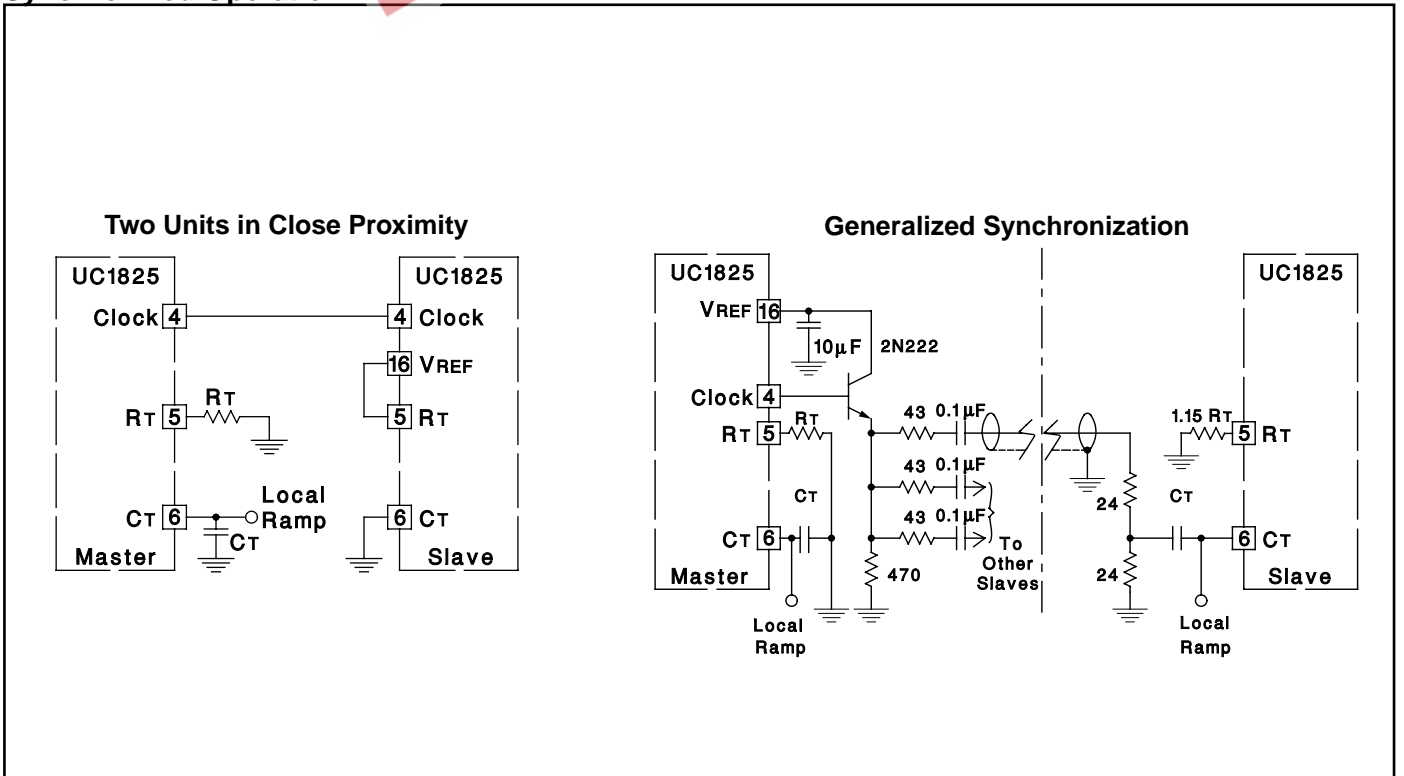 Two Units in Close Proximity
UC1825
UC1825
Clock 4
4 Clock
16 VREF
RT 5
RT
5 RT
CT 6
Local
Ramp
CT
6 CT
Master
Slave
Generalized Synchronization
UC1825
UC1825
VREF 16
10µF
2N222
Clock 4
RT 5
RT
43 0.1µF
1.15 RT
5 RT
43 0.1µF
CT
24
CT
CT 6
43 0.1µF
To
Other
Slaves
6 CT
Master
470
24
Slave
Local
Ramp
Local
Ramp